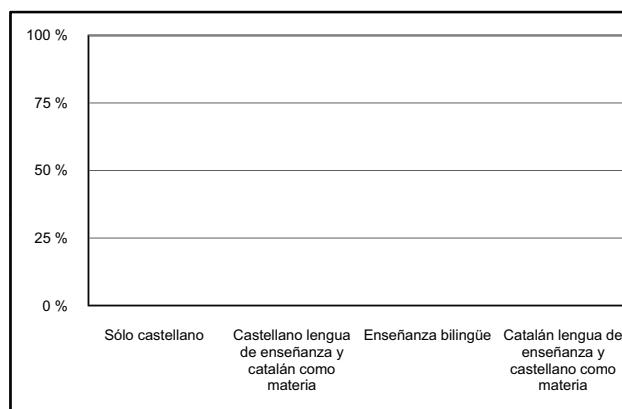 100 %
75 %
50 %
25 %
0 %
Sólo castellano
Castellano lengua
de enseñanza y
catalán como
materia
Enseñanza bilingüe
Catalán lengua de
enseñanza y
castellano como
materia